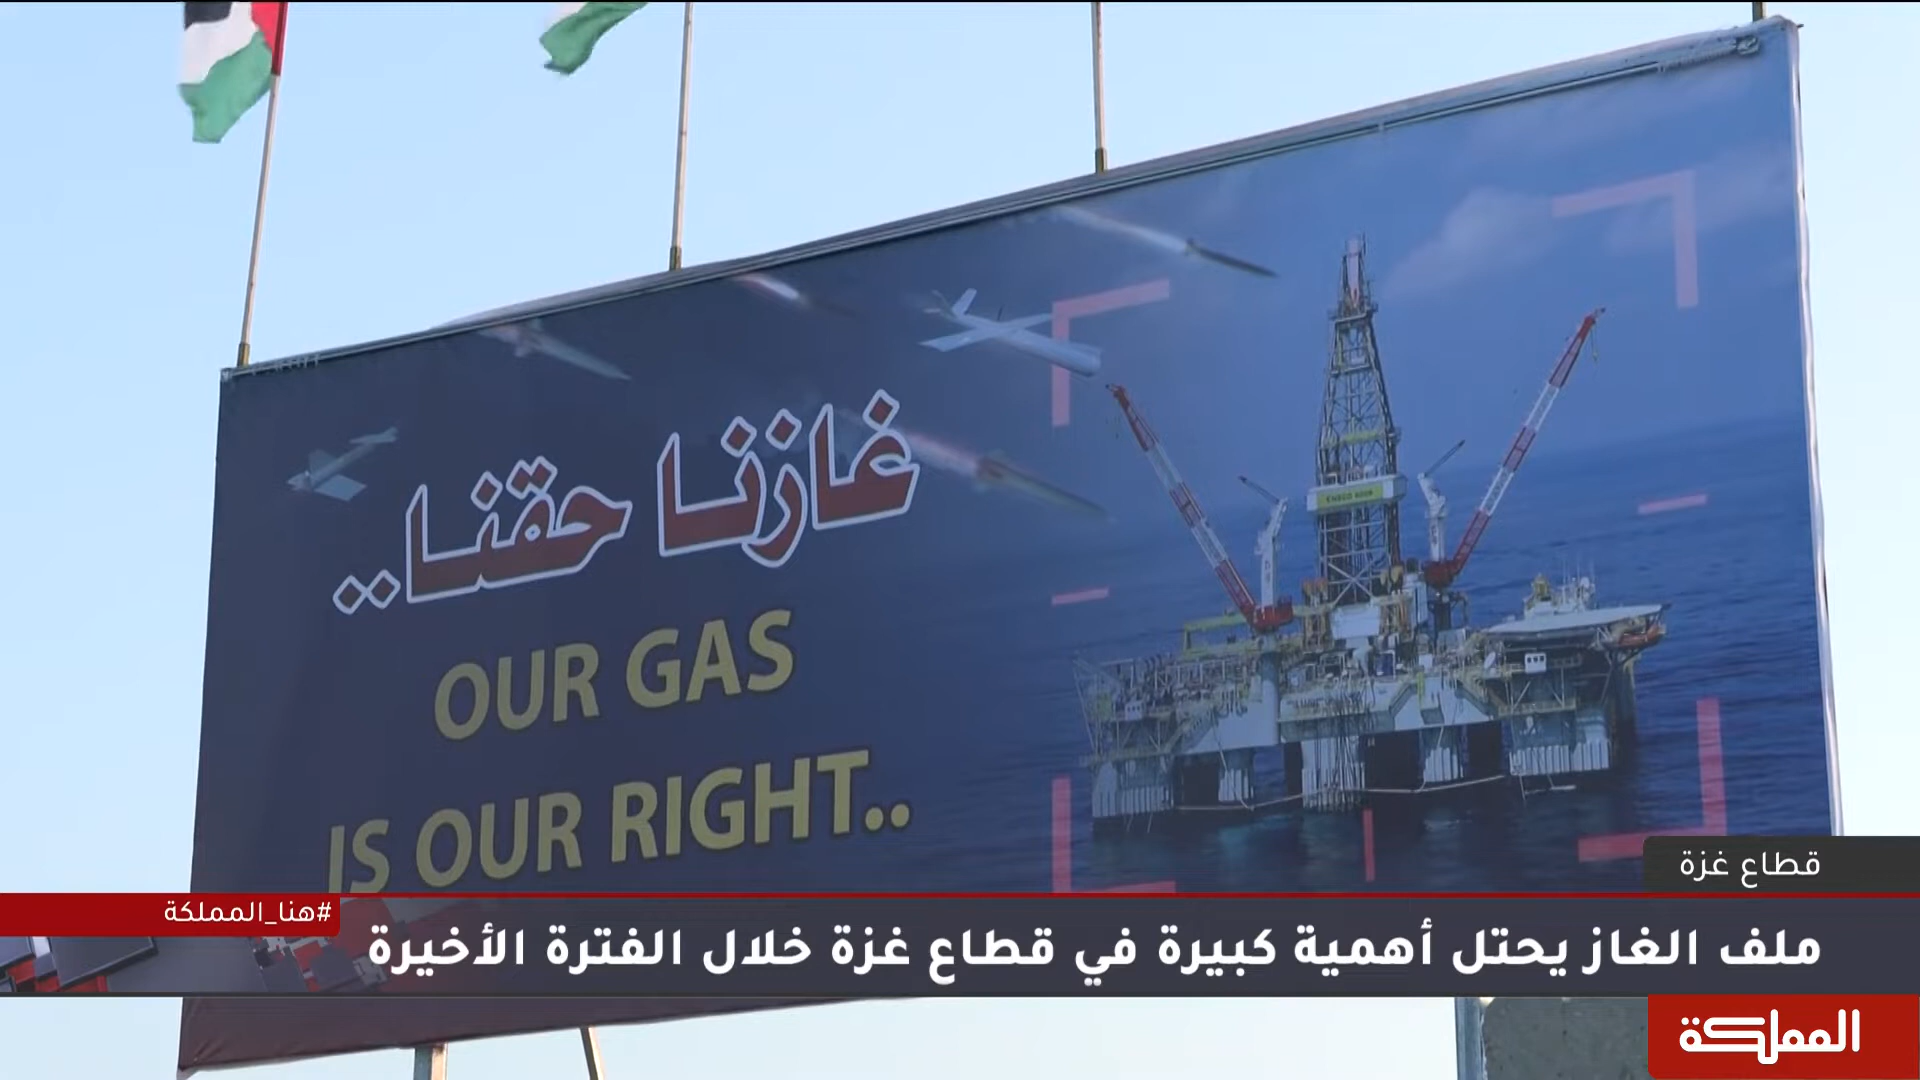 غازنا حقنا..
OUR GAS
IS OUR RIGHT..
قطاع غزة
#هنا_المملكة
ملف الغاز يحتل أهمية كبيرة في قطاع غزة خلال الفترة الأخيرة
المملكة